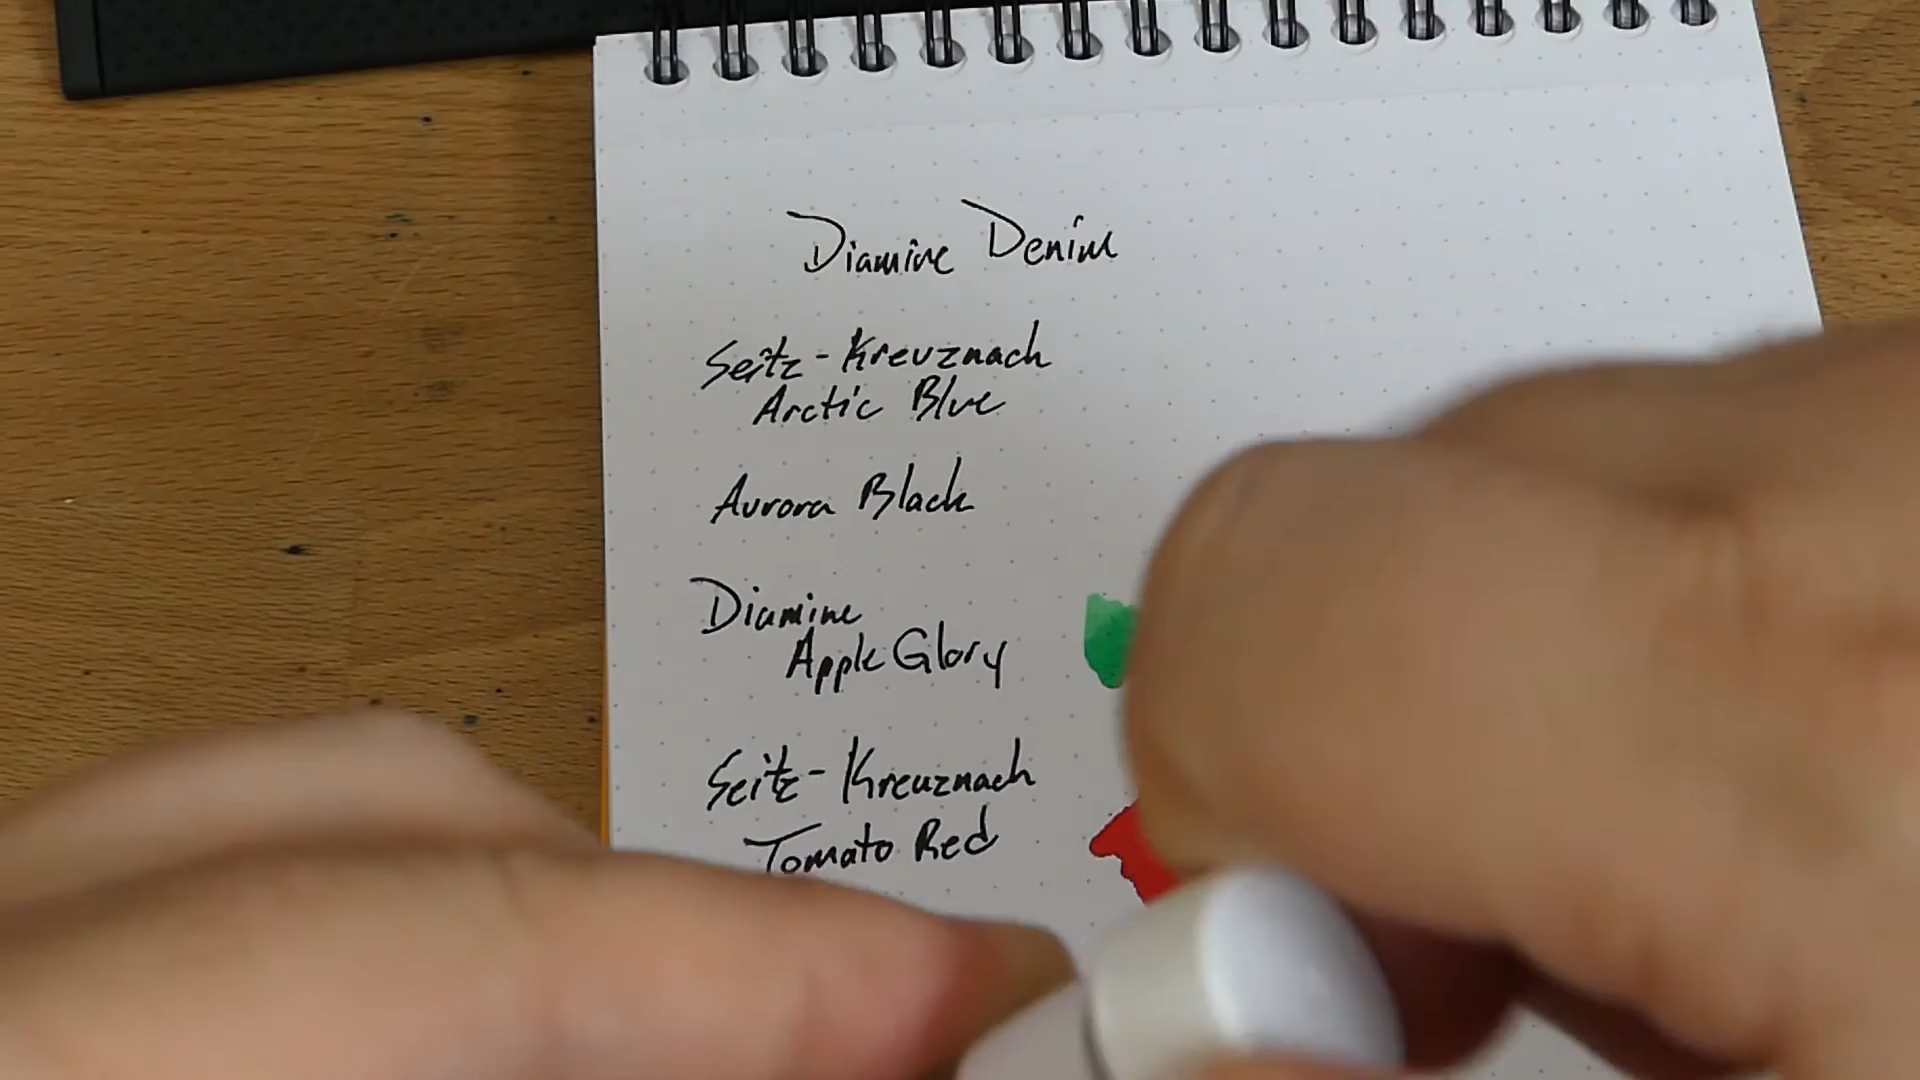 Diamine Denim
Seitz-Kreuznach
Arctic Blue
Aurora Black
Diamine
Apple Glory
Seitz-Kreuznach
Tomato Red